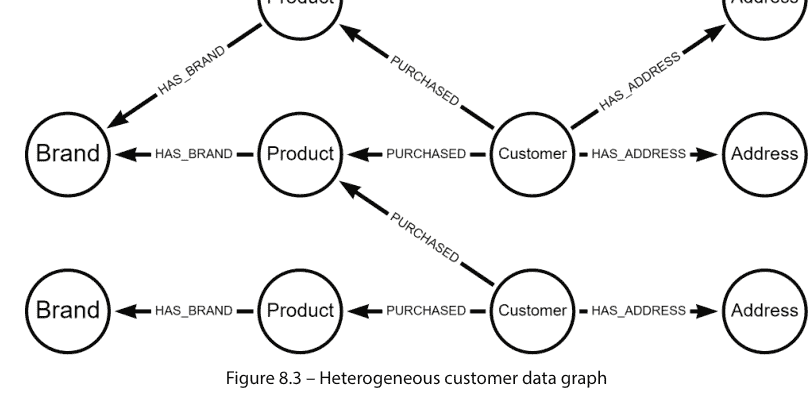 Product
Address
HAS_BRAND
PURCHASED
HAS_ADDRESS
Brand
HAS_BRAND
Product
PURCHASED
Customer
HAS_ADDRESS
Address
PURCHASED
Brand
HAS_BRAND
Product
PURCHASED
Customer
HAS_ADDRESS
Address
Figure 8.3 – Heterogeneous customer data graph